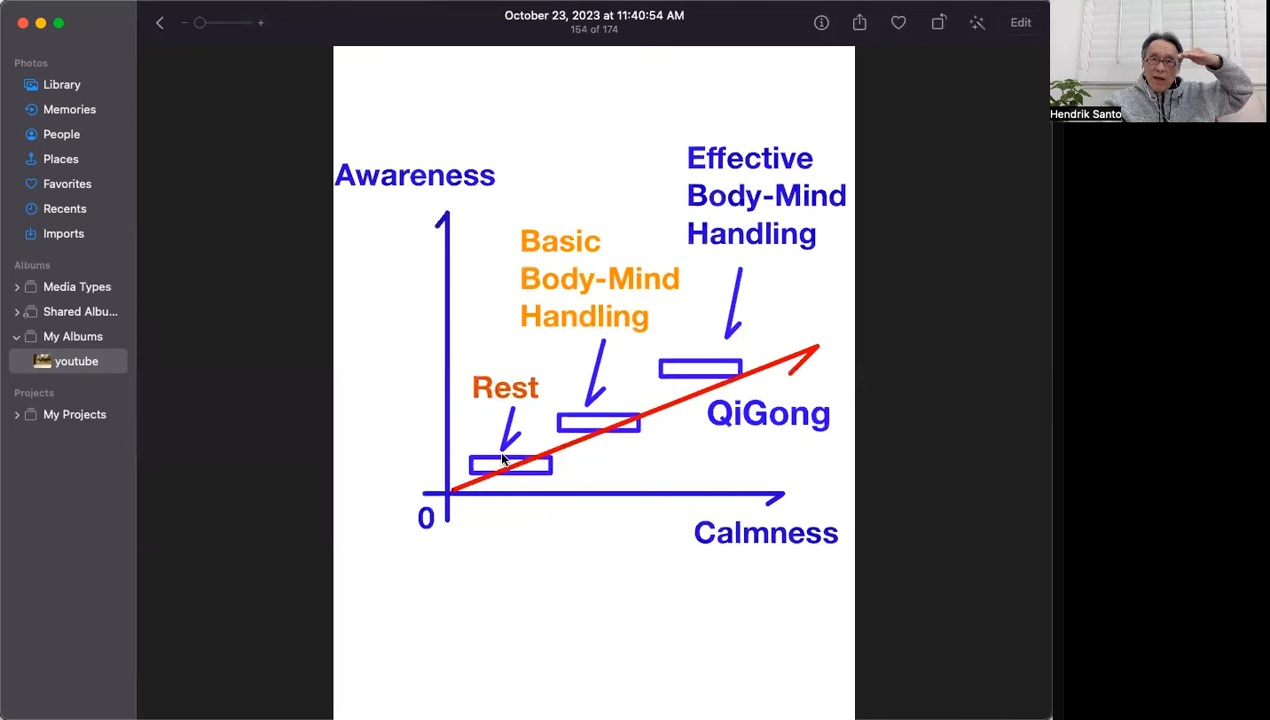 October 23, 2023 at 11:40:54 AM
154 of 174
Edit
Photos
Library
Memories
People
Places
Favorites
Recents
Imports
Albums
Media Types
Shared Albu...
My Albums
youtube
Projects
My Projects
Hendrik Santo
Awareness
Effective
Body-Mind
Handling
Basic
Body-Mind
Handling
Rest
QiGong
0
Calmness